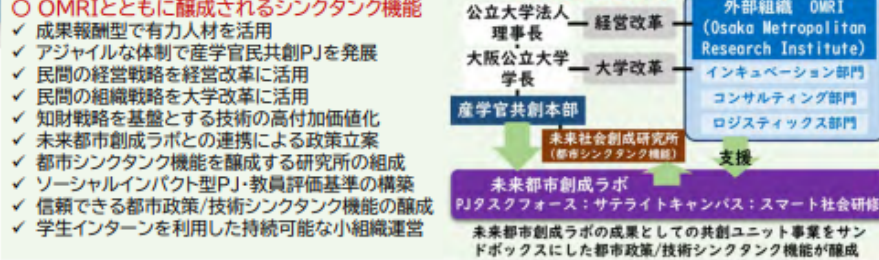 ○ OMRIとともに醸成されるシンクタンク機能
✓ 成果報酬型で有力人材を活用
✓ アジャイルな体制で産学官民共創PJを発展
✓ 民間の経営戦略を経営改革に活用
✓ 民間の組織戦略を大学改革に活用
✓ 知財戦略を基盤とする技術の高付加価値化
✓ 未来都市創成ラボとの連携による政策立案
✓ 都市シンクタンク機能を醸成する研究所の組成
✓ ソーシャルインパクト型PJ・教員評価基準の構築
✓ 信頼できる都市政策/技術シンクタンク機能の醸成
✓ 学生インターンを利用した持続可能な小組織運営
公立大学法人
理事長
経営改革
大阪公立大学
学長
大学改革
外部組織 OMRI
(Osaka Metropolitan
Research Institute)
インキュベーション部門
コンサルティング部門
ロジスティックス部門
産学官共創本部
未来社会創成研究所
(都市シンクタンク機能)
支援
未来都市創成ラボ
PJタスクフォース:サテライトキャンパス:スマート社会研修
未来都市創成ラボの成果としての共創ユニット事業をサン
ドボックスにした都市政策/技術シンクタンク機能が醸成